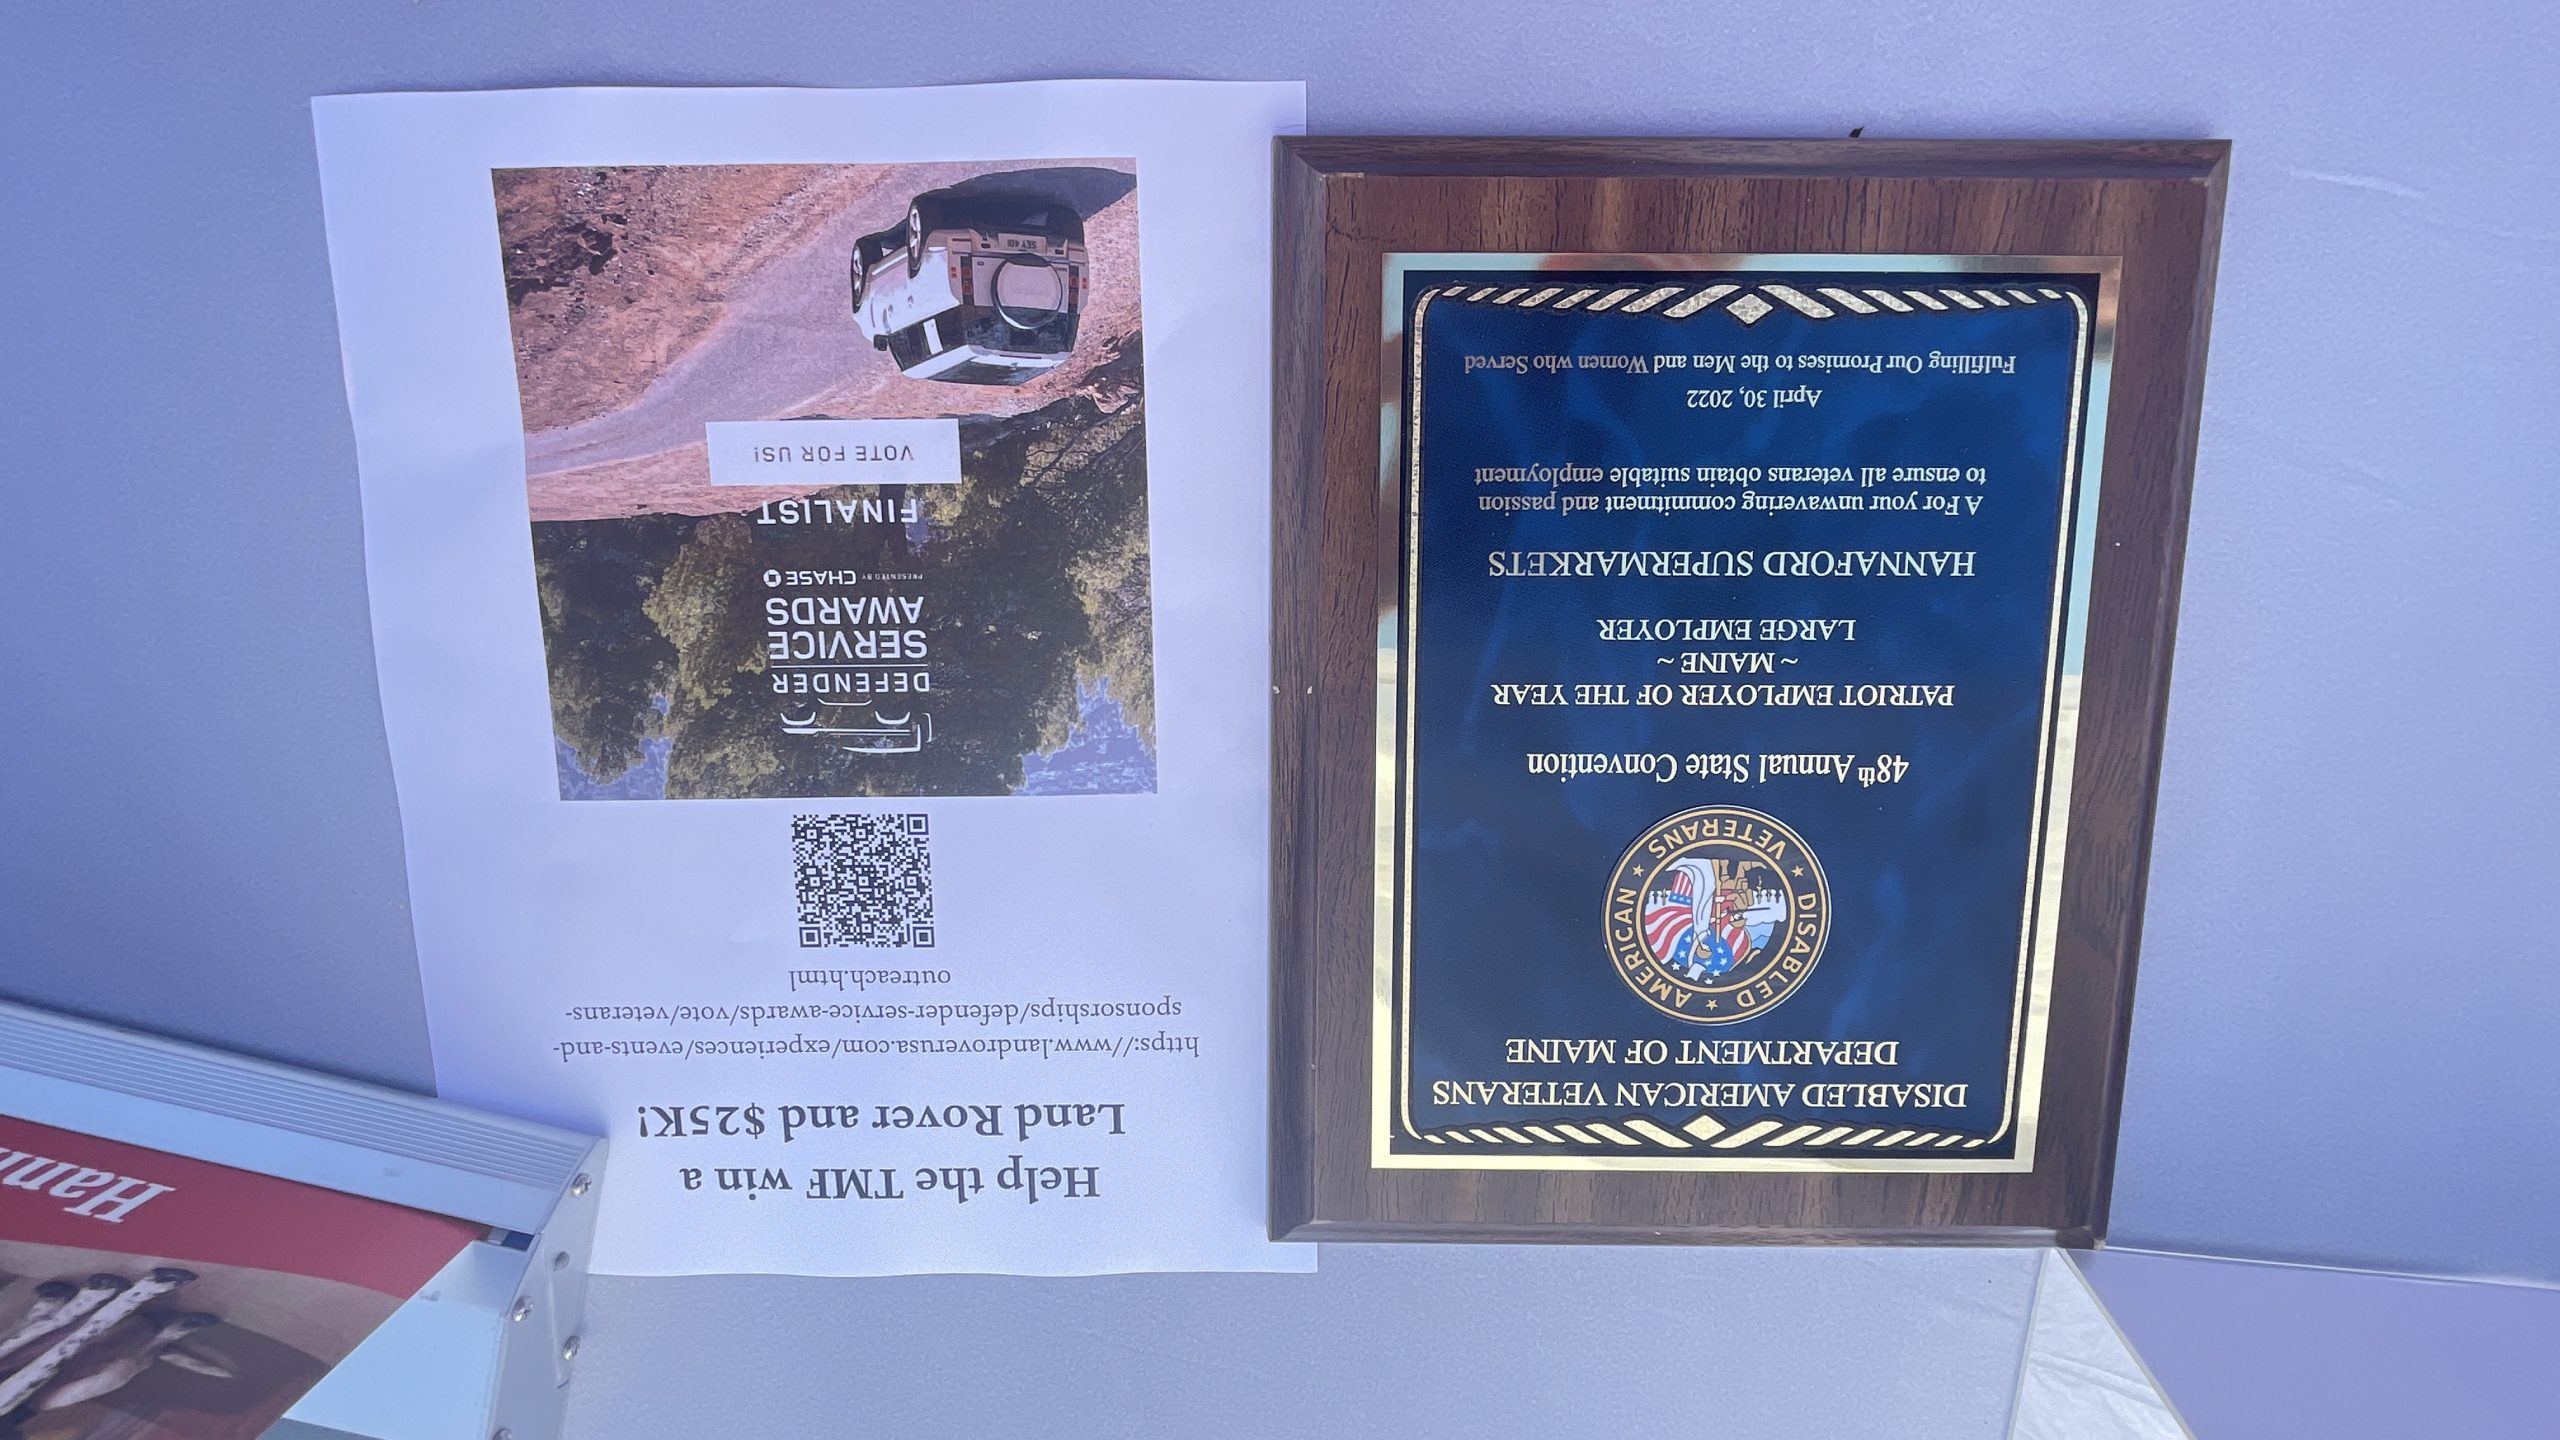 DISABLED AMERICAN VETERANS
DEPARTMENT OF MAINE
DISABLED AMERICAN
VETERANS
48th Annual State Convention
PATRIOT EMPLOYER OF THE YEAR
~ MAINE ~
LARGE EMPLOYER
HANNAFORD SUPERMARKETS
A For your unwavering commitment and passion
to ensure all veterans obtain suitable employment
April 30, 2022
Fulfilling Our Promises to the Men and Women who Served
Help the TMF win a
Land Rover and $25K!
https://www.landroverusa.com/experiences/events-and-
sponsorships/defender-service-awards/vote/veterans-
outreach.html
DEFENDER
SERVICE
AWARDS
PRESENTED BY CHASE
FINALIST
VOTE FOR US!
SEY 401